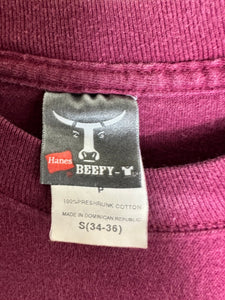 Hanes
BEEFY-T
P
100% PRESHRUNK COTTON
MADE IN DOMINICAN REPUBLIC
S(34-36)